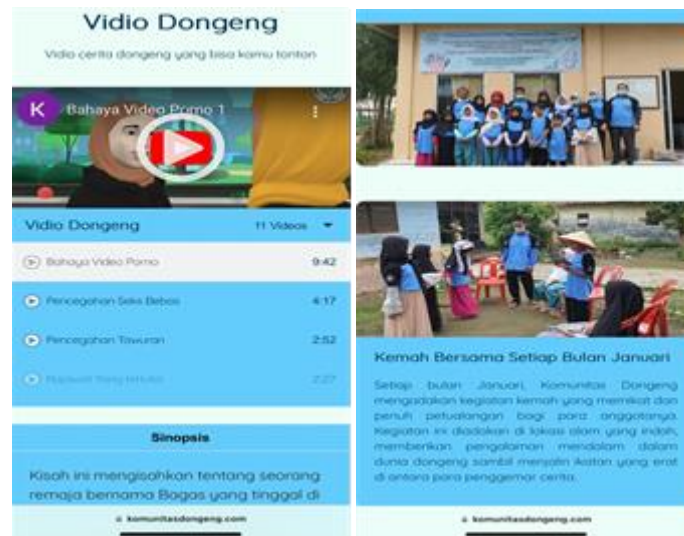 Vidio Dongeng
Vidio cerita dongeng yang bisa kamu tonton
K Bahaya Video Porno 1
Vidio Dongeng 11 Videos
Bahaya Video Porno 9:42
Pencegahan Seks Bebas 4:17
Pencegahan Tawuran 2:52
2:27
Sinopsis
Kisah ini mengisahkan tentang seorang
remaja bernama Bagas yang tinggal di
komunitasdongeng.com
Kemah Bersama Setiap Bulan Januari
Setiap bulan Januari, Komunitas Dongeng
mengadakan kegiatan kemah yang memikat dan
penuh petualangan bagi para anggotanya.
Kegiatan ini diadakan di lokasi alam yang indah,
memberikan pengalaman mendalam dalam
dunia dongeng sambil menjalin ikatan yang erat
di antara para penggemar cerita.
komunitasdongeng.com